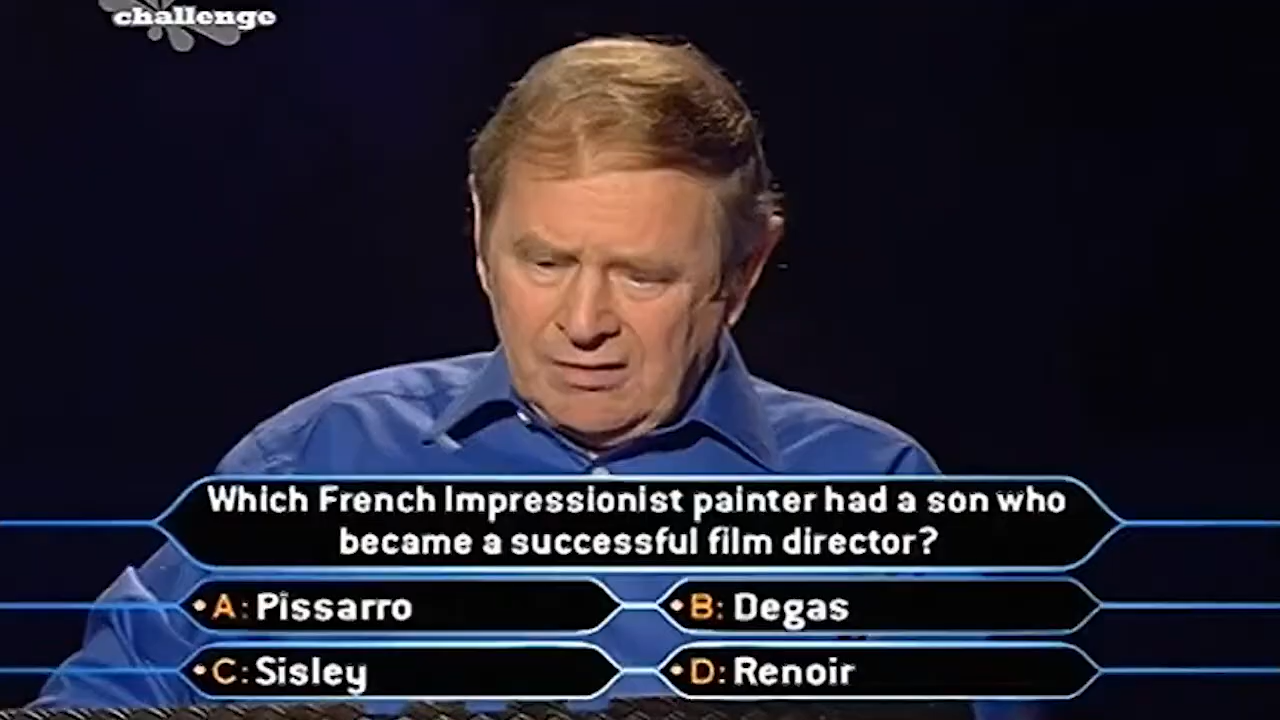 challenge
Which French Impressionist painter had a son who
became a successful film director?
A: Pissarro
B: Degas
C: Sisley
D: Renoir